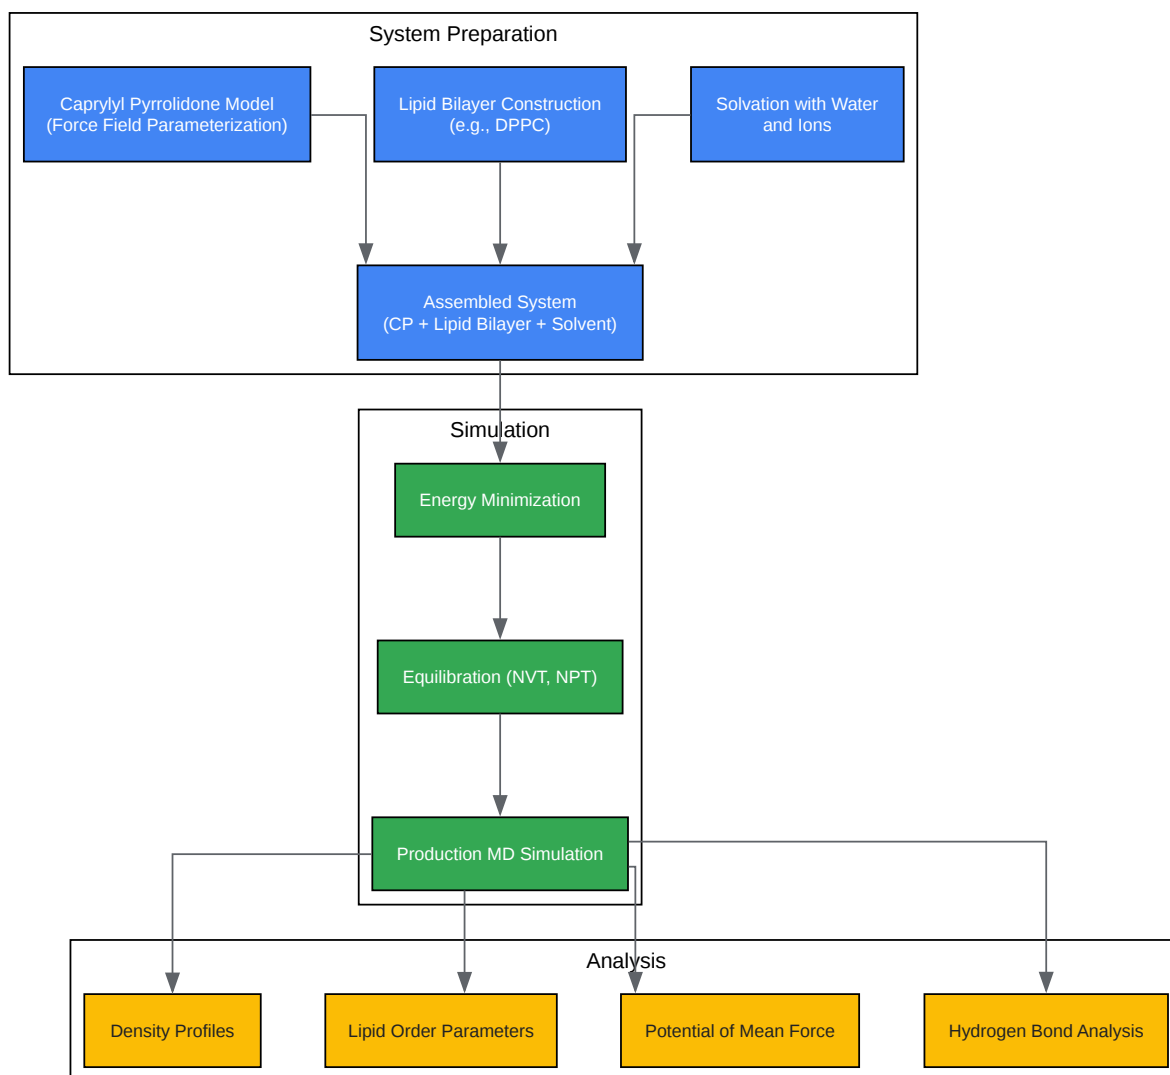 System Preparation
Caprylyl Pyrrolidone Model
(Force Field Parameterization)
Lipid Bilayer Construction
(e.g., DPPC)
Solvation with Water
and Ions
Assembled System
(CP + Lipid Bilayer + Solvent)
Simulation
Energy Minimization
Equilibration (NVT, NPT)
Production MD Simulation
Analysis
Density Profiles
Lipid Order Parameters
Potential of Mean Force
Hydrogen Bond Analysis